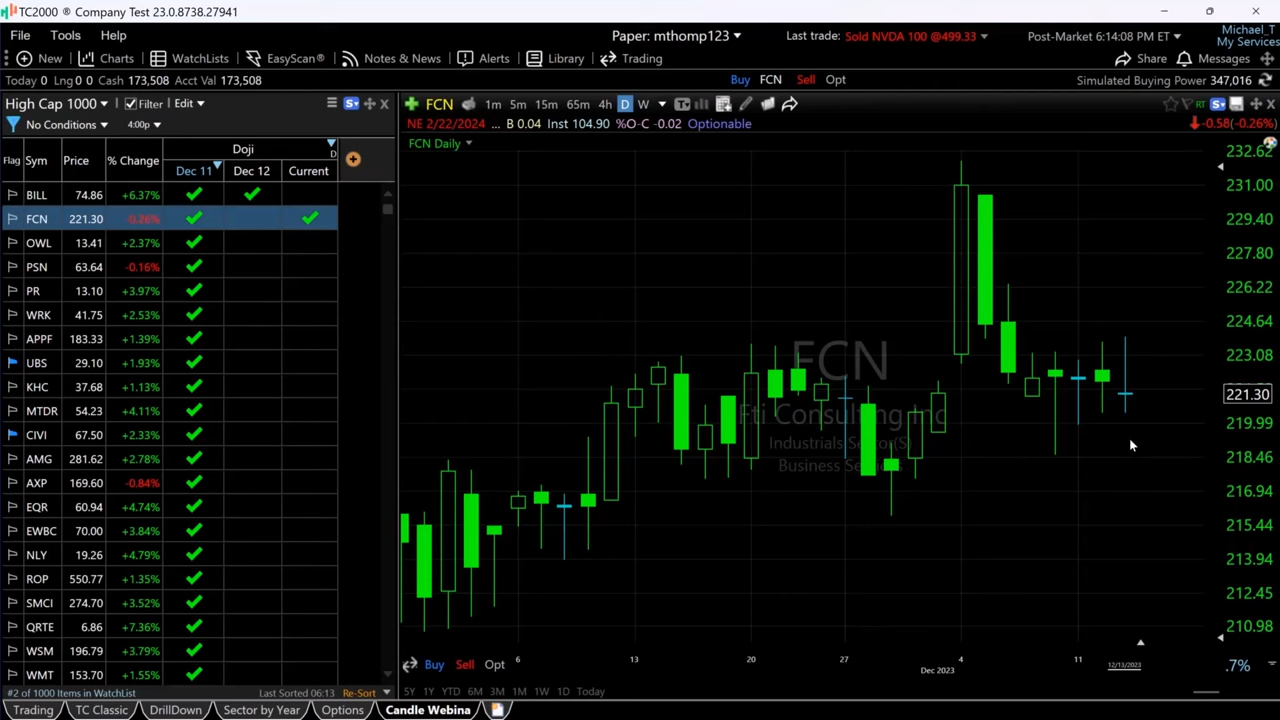 TC2000 ® Company Test 23.0.8738.27941
File Tools Help Paper: mthomp123 Last trade: Sold NVDA 100 @499.33 Post-Market 6:14:08 PM ET Michael_T
My Services
New Charts WatchLists EasyScan® Notes & News Alerts Library Trading Share Messages
Today 0 Lng 0 0 Cash 173,508 Acct Val 173,508 Buy FCN Sell Opt Simulated Buying Power 347,016
High Cap 1000 Filter Edit S FCN 1m 5m 15m 65m 4h D W T RT S
No Conditions 4:00p NE 2/22/2024 ... B 0.04 Inst 104.90 %O-C -0.02 Optionable -0.58(-0.26%)
FCN Daily
Flag Sym Price % Change Doji D
Dec 11 Dec 12 Current
BILL 74.86 +6.37%
FCN 221.30 -0.26%
OWL 13.41 +2.37%
PSN 63.64 -0.16%
PR 13.10 +3.97%
WRK 41.75 +2.53%
APPF 183.33 +1.39%
UBS 29.10 +1.93%
KHC 37.68 +1.13%
MTDR 54.23 +4.11%
CIVI 67.50 +2.33%
AMG 281.62 +2.78%
AXP 169.60 -0.84%
EQR 60.94 +4.74%
EWBC 70.00 +3.84%
NLY 19.26 +4.79%
ROP 550.77 +1.35%
SMCI 274.70 +3.52%
QRTE 6.86 +7.36%
WSM 196.79 +3.79%
WMT 153.70 +1.55%
#2 of 1000 Items in WatchList Last Sorted 06:13 Re-Sort
FCN
Fti Consulting Inc
Industrials Sector(S)
Business Se
232.62
231.00
229.40
227.80
226.22
224.64
223.08
221.30
219.99
218.46
216.94
215.44
213.94
212.45
210.98
.7%
Buy Sell Opt 6 13 20 27 4 11 12/13/2023
Dec 2023
5Y 1Y YTD 6M 3M 1M 1W 1D Today
Trading TC Classic DrillDown Sector by Year Options Candle Webina